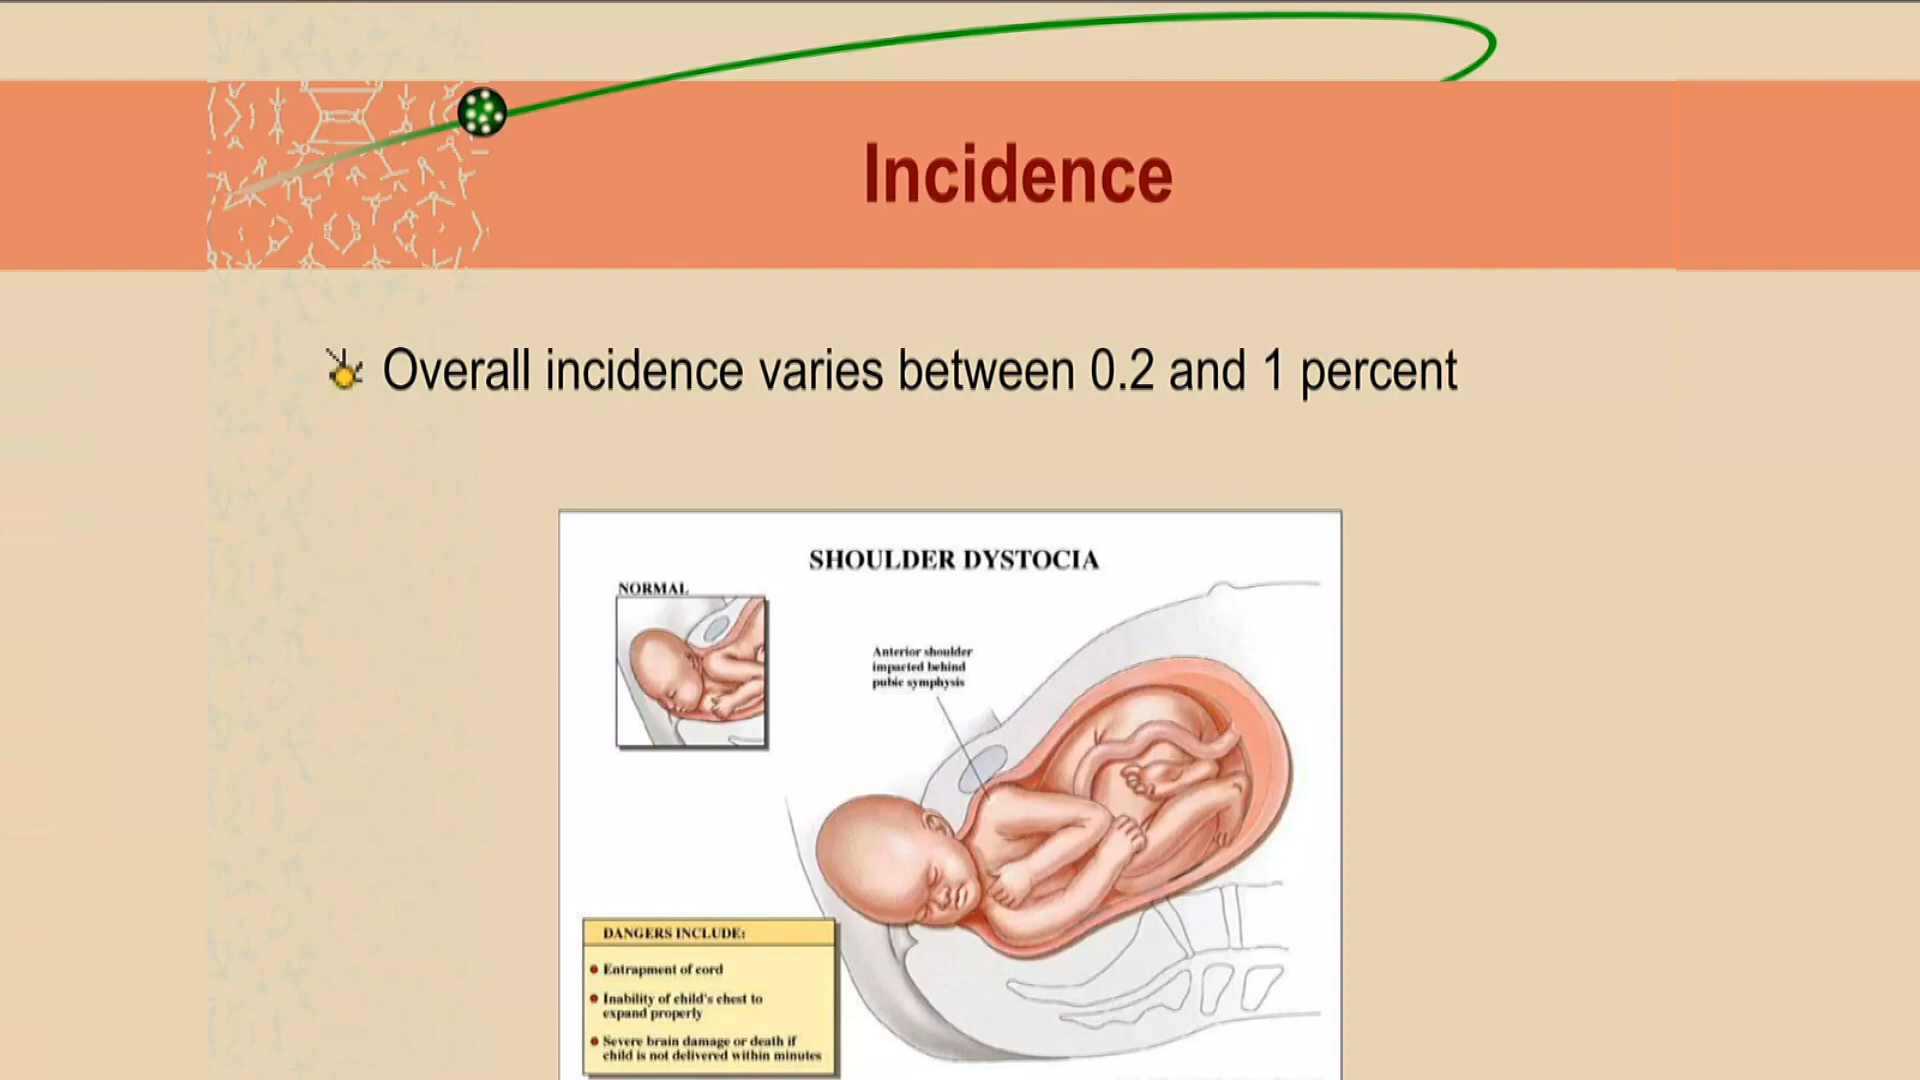 Incidence
Overall incidence varies between 0.2 and 1 percent
SHOULDER DYSTOCIA
NORMAL
Anterior shoulder
impacted behind
pubic symphysis
DANGERS INCLUDE:
Entrapment of cord
Inability of child's chest to
expand properly
Severe brain damage or death if
child is not delivered within minutes